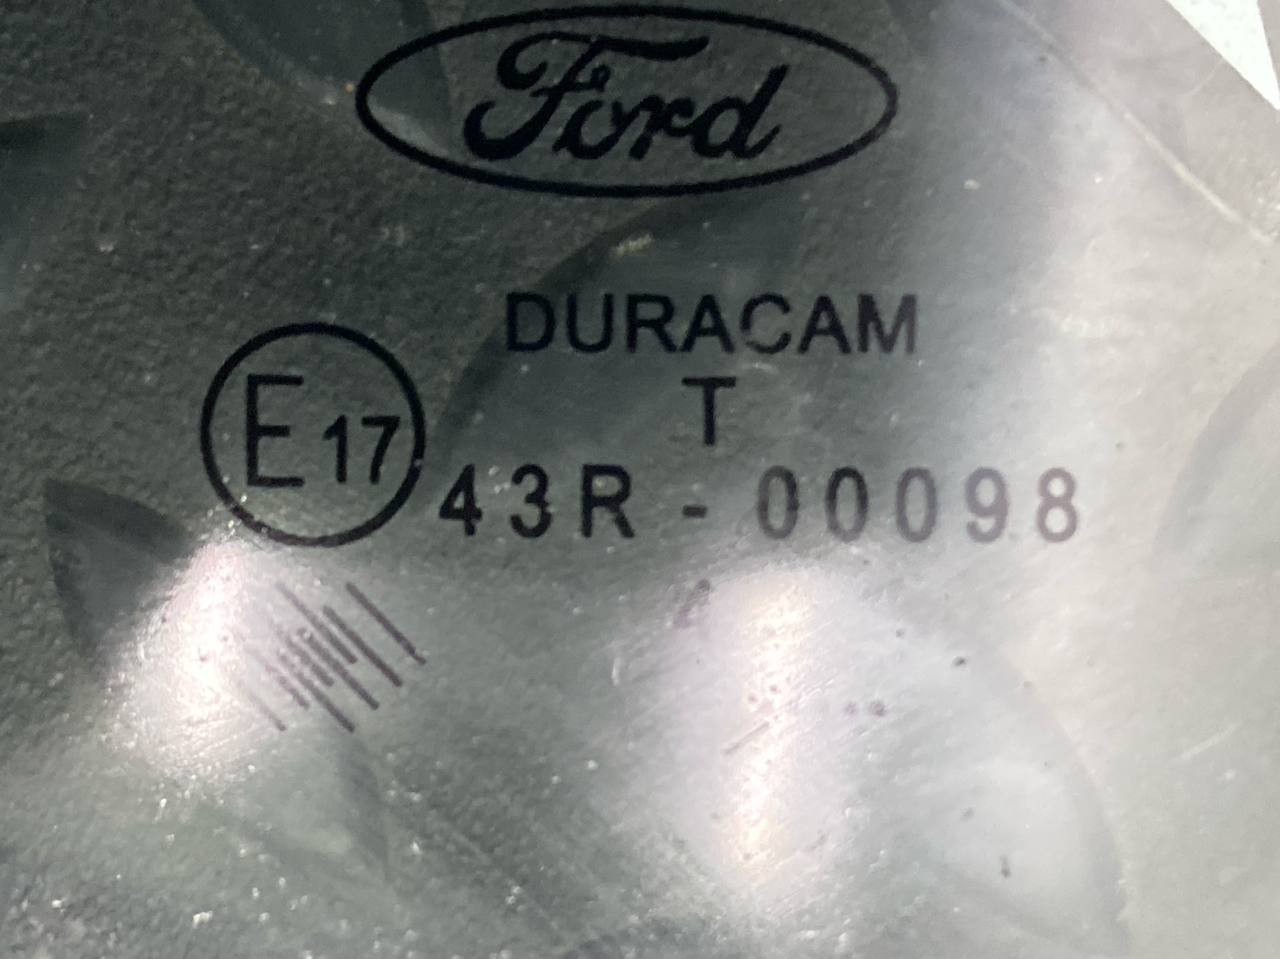 Ford
DURACAM
T
E17
43R - 00098